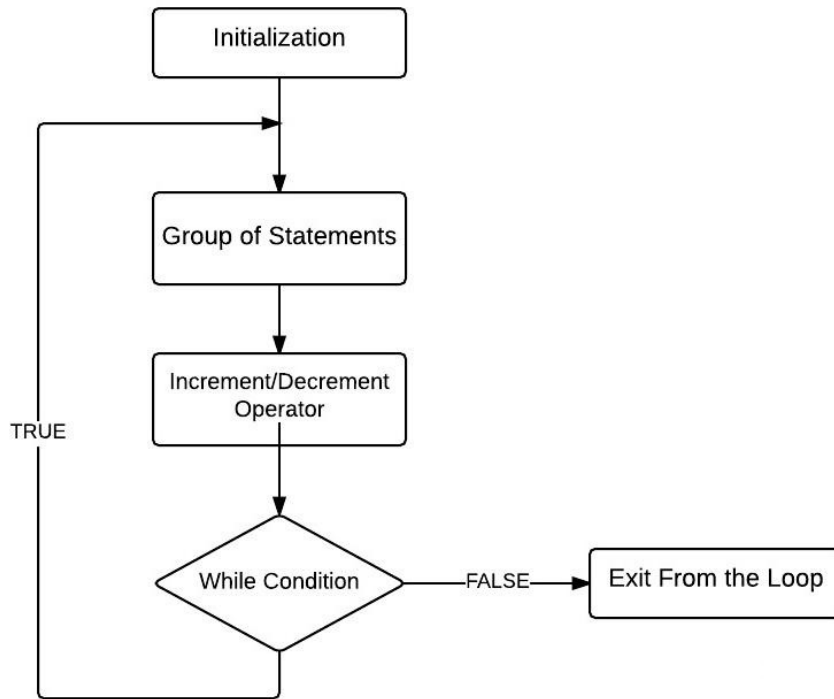 Initialization
Group of Statements
Increment/Decrement
Operator
TRUE
While Condition
FALSE
Exit From the Loop